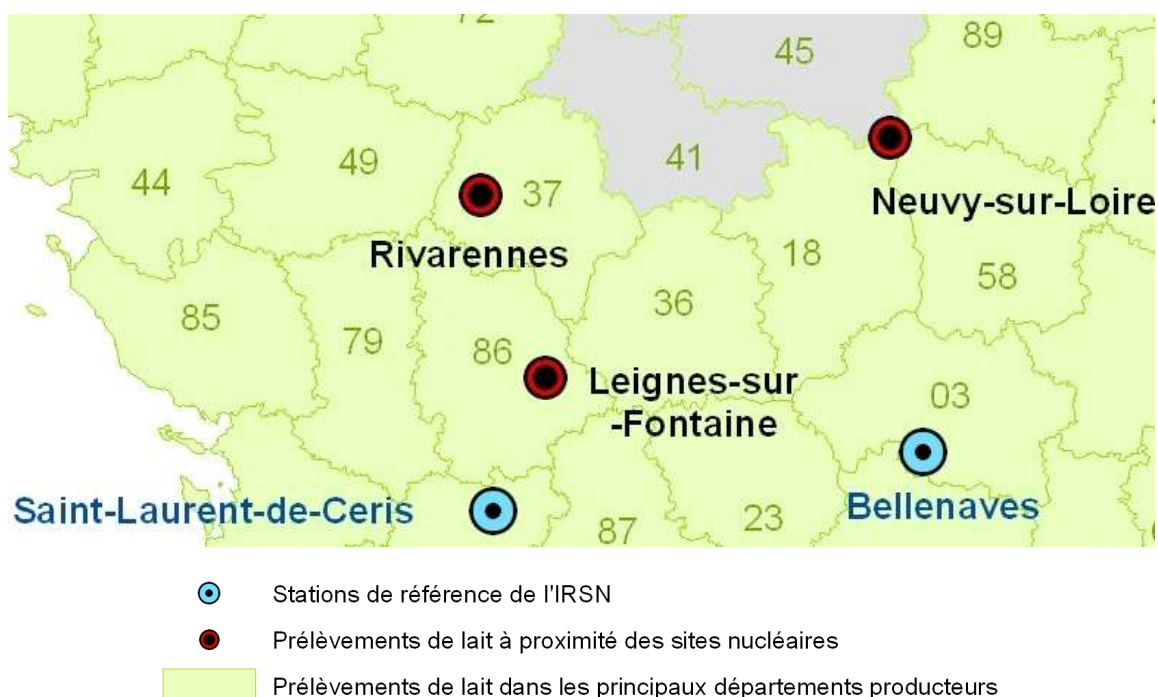 45
89
49
41
44
37
Neuvy-sur-Loire
Rivarennes
18
58
36
85
79
86
Leignes-sur
-Fontaine
03
Saint-Laurent-de-Ceris
Bellenaves
87
23
Stations de référence de l'IRSN
Prélèvements de lait à proximité des sites nucléaires
Prélèvements de lait dans les principaux départements producteurs